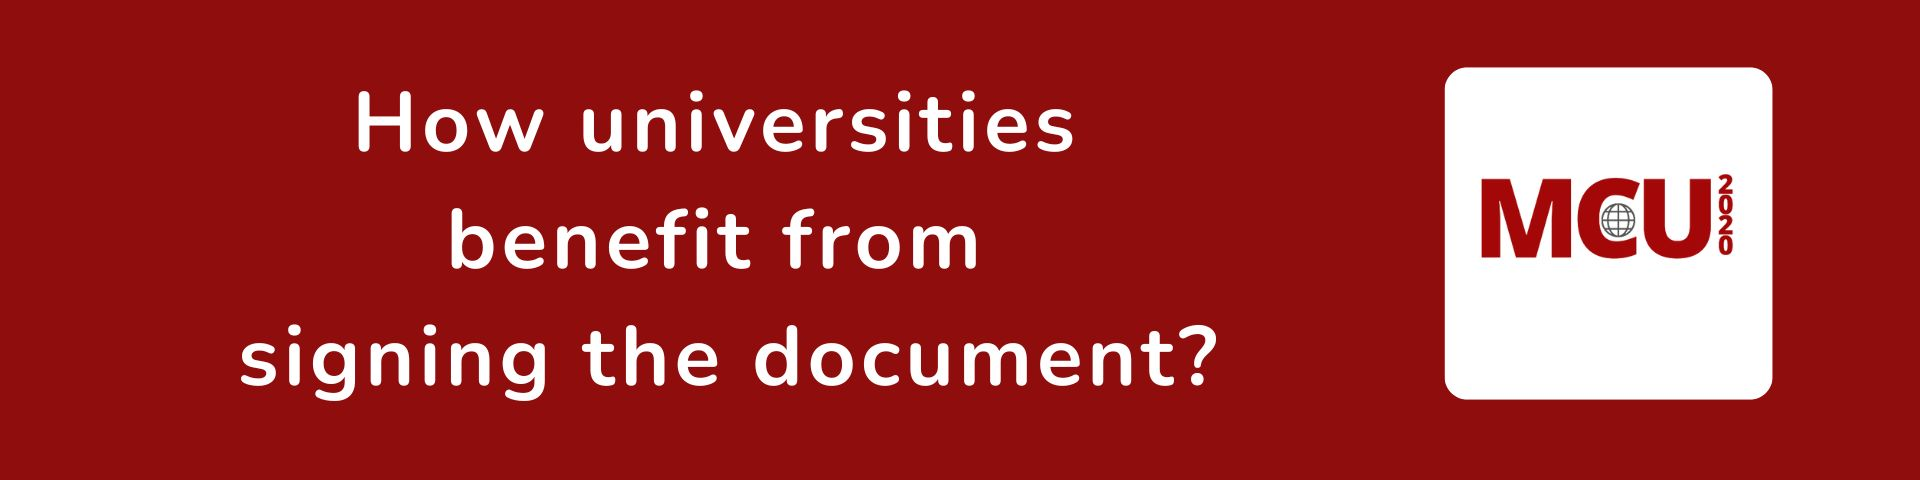 How universities
benefit from
signing the document?
MCU 2020